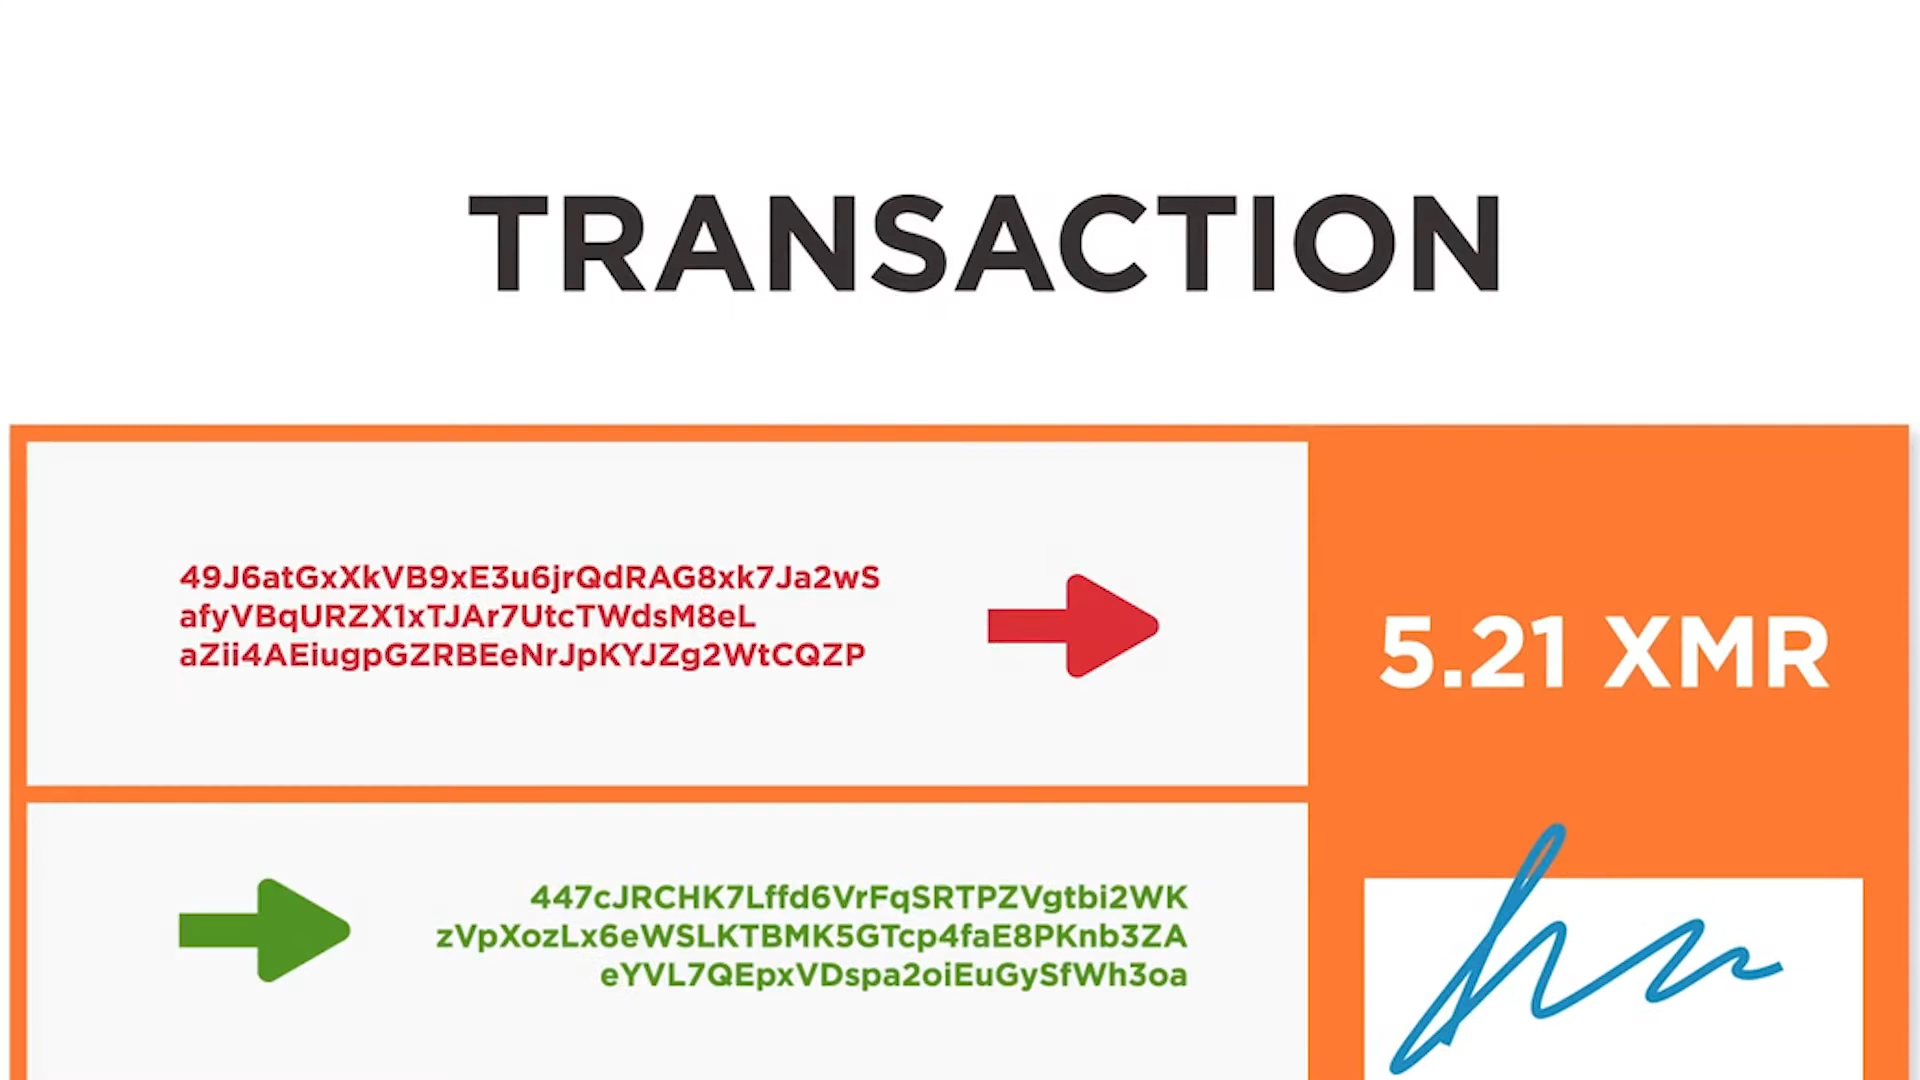 TRANSACTION
49J6atGxXkVB9xE3u6jrQdRAG8xk7Ja2wS
afyVBqURZX1xTJAr7UtcTWdsM8eL
aZii4AEiugpGZRBEeNrJpKYJZg2WtCQZP
5.21 XMR
447cJRCHK7Lffd6VrFqSRTPZVgtbi2WK
zVpXozLx6eWSLKTBMK5GTcp4faE8PKnb3ZA
eYVL7QEpxVDspa2oiEuGySfWh3oa